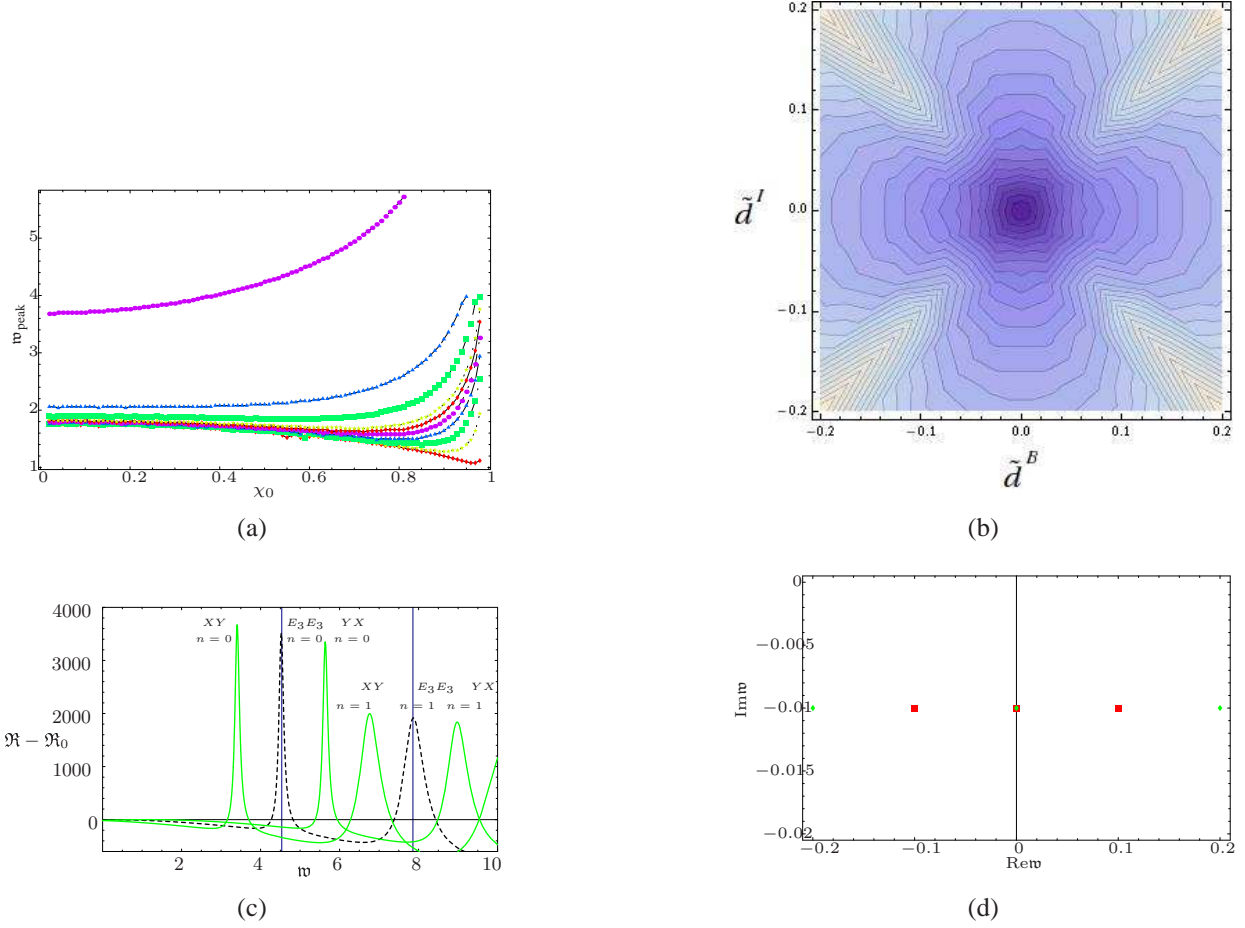 5
4
3
2
1
𝔴peak
0 0.2 0.4 0.6 0.8 1
χ0
(a)
0.2
0.1
0.0
−0.1
−0.2
d̃ I
−0.2 −0.1 0.0 0.1 0.2
d̃ B
(b)
4000
3000
2000
1000
0
ℜ − ℜ0
XY
n = 0
E3E3
n = 0
YX
n = 0
XY
n = 1
E3E3
n = 1
YX
n = 1
2 4 6 8 10
𝔴
(c)
0
−0.005
−0.01
−0.015
−0.02
Im𝔴
−0.2 −0.1 0 0.1 0.2
Re𝔴
(d)